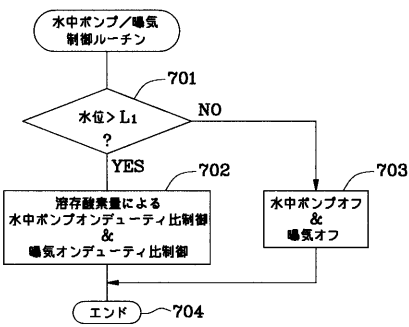 水中ポンプ／曝気
制御ルーチン
701
水位>L1
?
NO
YES
702
703
溶存酸素量による
水中ポンプオンデューティ比制御
&
曝気オンデューティ比制御
水中ポンプオフ
&
曝気オフ
エンド
704